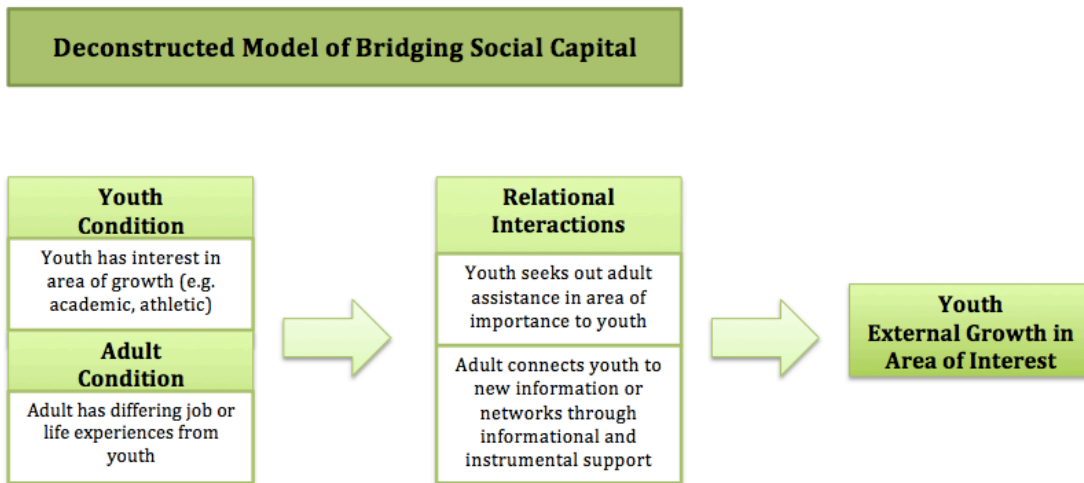 Deconstructed Model of Bridging Social Capital
Youth
Condition
Youth has interest in
area of growth (e.g.
academic, athletic)
Adult
Condition
Adult has differing job or
life experiences from
youth
Relational
Interactions
Youth seeks out adult
assistance in area of
importance to youth
Adult connects youth to
new information or
networks through
informational and
instrumental support
Youth
External Growth in
Area of Interest